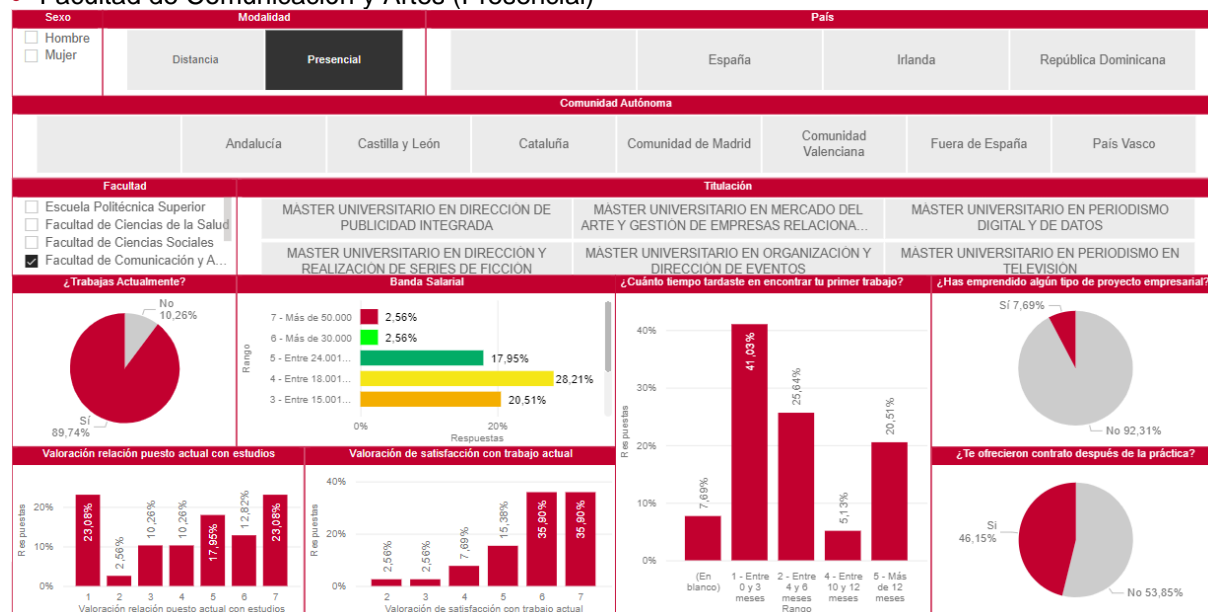 • Facultad de Comunicación y Artes (Presencial)
Sexo
Modalidad
País
Hombre
Mujer
Distancia
Presencial
España
Irlanda
República Dominicana
Comunidad Autónoma
Andalucía
Castilla y León
Cataluña
Comunidad de Madrid
Comunidad
Valenciana
Fuera de España
País Vasco
Facultad
Titulación
Escuela Politécnica Superior
Facultad de Ciencias de la Salud
Facultad de Ciencias Sociales
Facultad de Comunicación y A...
MÁSTER UNIVERSITARIO EN DIRECCIÓN DE
PUBLICIDAD INTEGRADA
MÁSTER UNIVERSITARIO EN MERCADO DEL
ARTE Y GESTIÓN DE EMPRESAS RELACIONA...
MÁSTER UNIVERSITARIO EN PERIODISMO
DIGITAL Y DE DATOS
MÁSTER UNIVERSITARIO EN DIRECCIÓN Y
REALIZACIÓN DE SERIES DE FICCIÓN
MÁSTER UNIVERSITARIO EN ORGANIZACIÓN Y
DIRECCIÓN DE EVENTOS
MÁSTER UNIVERSITARIO EN PERIODISMO EN
TELEVISIÓN
¿Trabajas Actualmente?
No
10,26%
Sí
89,74%
Banda Salarial
Rango
7 - Más de 50.000
2,56%
6 - Más de 30.000
2,56%
5 - Entre 24.001...
17,95%
4 - Entre 18.001...
28,21%
3 - Entre 15.001...
20,51%
0%
20%
Respuestas
¿Cuánto tiempo tardaste en encontrar tu primer trabajo?
Respuestas
40%
30%
20%
10%
0%
7,69%
41,03%
25,64%
5,13%
20,51%
(En
blanco)
1 - Entre
0 y 3
meses
2 - Entre
4 y 6
meses
4 - Entre
10 y 12
meses
5 - Más
de 12
meses
Rango
¿Has emprendido algún tipo de proyecto empresarial?
Sí 7,69%
No 92,31%
Valoración relación puesto actual con estudios
Respuestas
20%
10%
0%
23,08%
2,56%
10,26%
10,26%
17,95%
12,82%
23,08%
1
2
3
4
5
6
7
Valoración relación puesto actual con estudios
Valoración de satisfacción con trabajo actual
Respuestas
40%
20%
0%
2,56%
2,56%
7,69%
15,38%
35,90%
35,90%
2
3
4
5
6
7
Valoración de satisfacción con trabajo actual
¿Te ofrecieron contrato después de la práctica?
Si
46,15%
No 53,85%